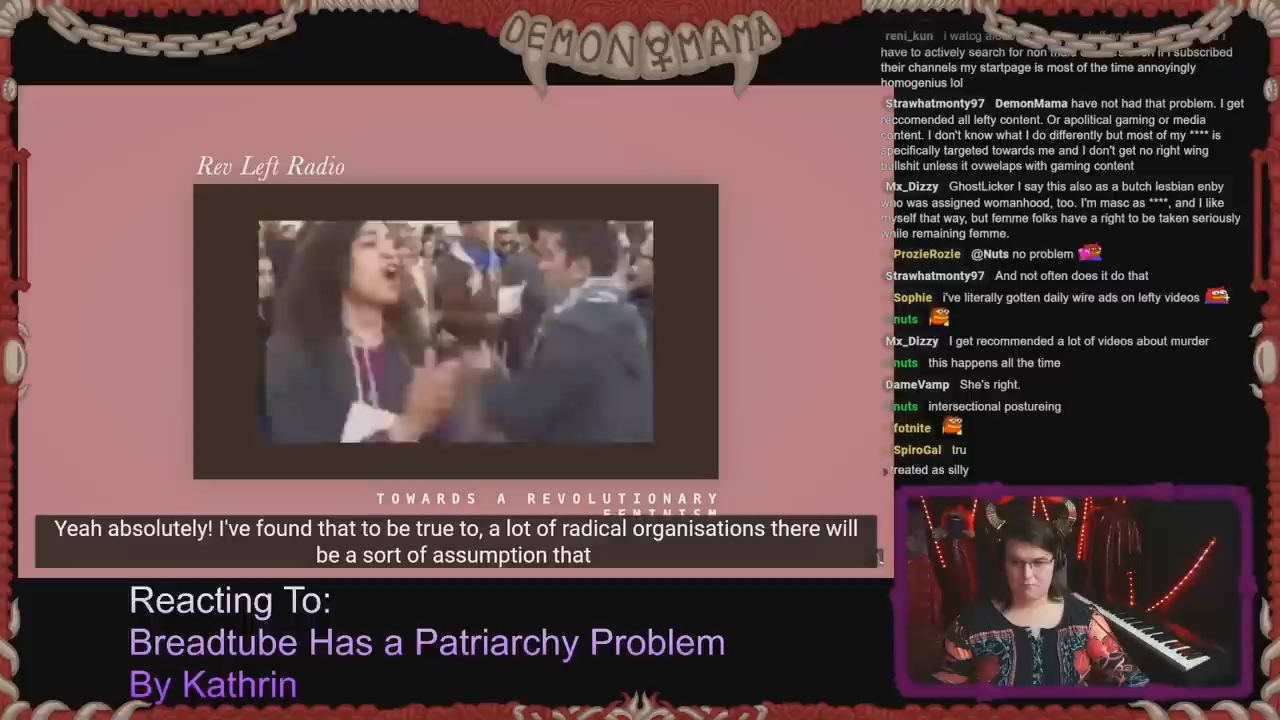 DEMON MAMA
Rev Left Radio
TOWARDS A REVOLUTIONARY
FEMINISM
Yeah absolutely! I've found that to be true to, a lot of radical organisations there will
be a sort of assumption that
Reacting To:
Breadtube Has a Patriarchy Problem
By Kathrin
reni_kun i watcg
have to actively search for non subscribed
their channels my startpage is most of the time annoyingly
homogenius lol
Strawhatmonty97 DemonMama have not had that problem. I get
reccomended all lefty content. Or apolitical gaming or media
content. I don't know what I do differently but most of my **** is
specifically targeted towards me and I don't get no right wing
bullshit unless it ovwelaps with gaming content
Mx_Dizzy GhostLicker I say this also as a butch lesbian enby
who was assigned womanhood, too. I'm masc as ****, and I like
myself that way, but femme folks have a right to be taken seriously
while remaining femme.
ProzieRozie @Nuts no problem
Strawhatmonty97 And not often does it do that
Sophie i've literally gotten daily wire ads on lefty videos
nuts
Mx_Dizzy I get recommended a lot of videos about murder
nuts this happens all the time
DameVamp She's right.
nuts intersectional postureing
fotnite
SpiroGal tru
treated as silly